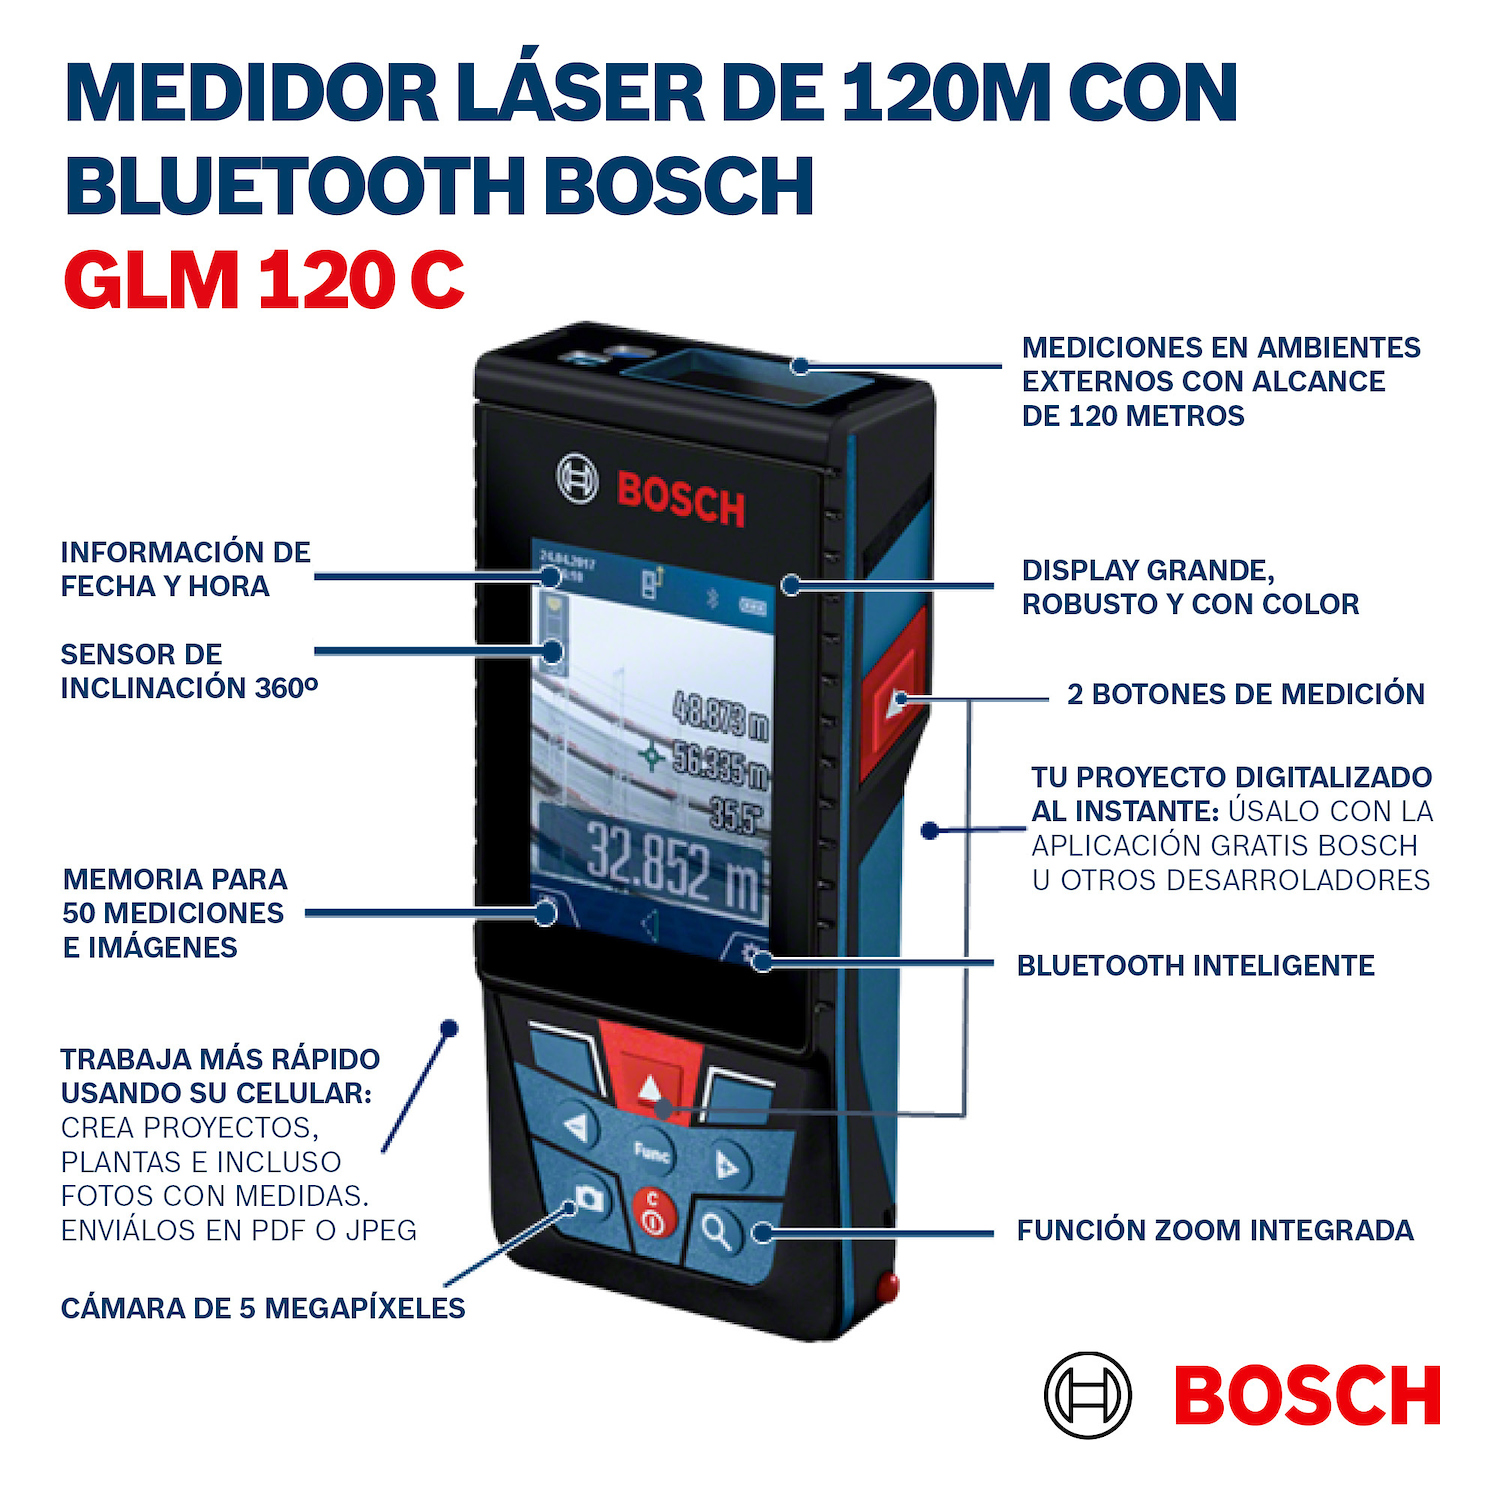 MEDIDOR LÁSER DE 120M CON
BLUETOOTH BOSCH
GLM 120 C
MEDICIONES EN AMBIENTES
EXTERNOS CON ALCANCE
DE 120 METROS
BOSCH
INFORMACIÓN DE
FECHA Y HORA
24.04.2017
DISPLAY GRANDE,
ROBUSTO Y CON COLOR
SENSOR DE
INCLINACIÓN 360º
48.873 m
56.335 m
35.5°
32.852 m
2 BOTONES DE MEDICIÓN
TU PROYECTO DIGITALIZADO
AL INSTANTE: ÚSALO CON LA
APLICACIÓN GRATIS BOSCH
U OTROS DESARROLADORES
MEMORIA PARA
50 MEDICIONES
E IMÁGENES
BLUETOOTH INTELIGENTE
TRABAJA MÁS RÁPIDO
USANDO SU CELULAR:
CREA PROYECTOS,
PLANTAS E INCLUSO
FOTOS CON MEDIDAS.
ENVIÁLOS EN PDF O JPEG
Func
C
FUNCIÓN ZOOM INTEGRADA
CÁMARA DE 5 MEGAPÍXELES
BOSCH